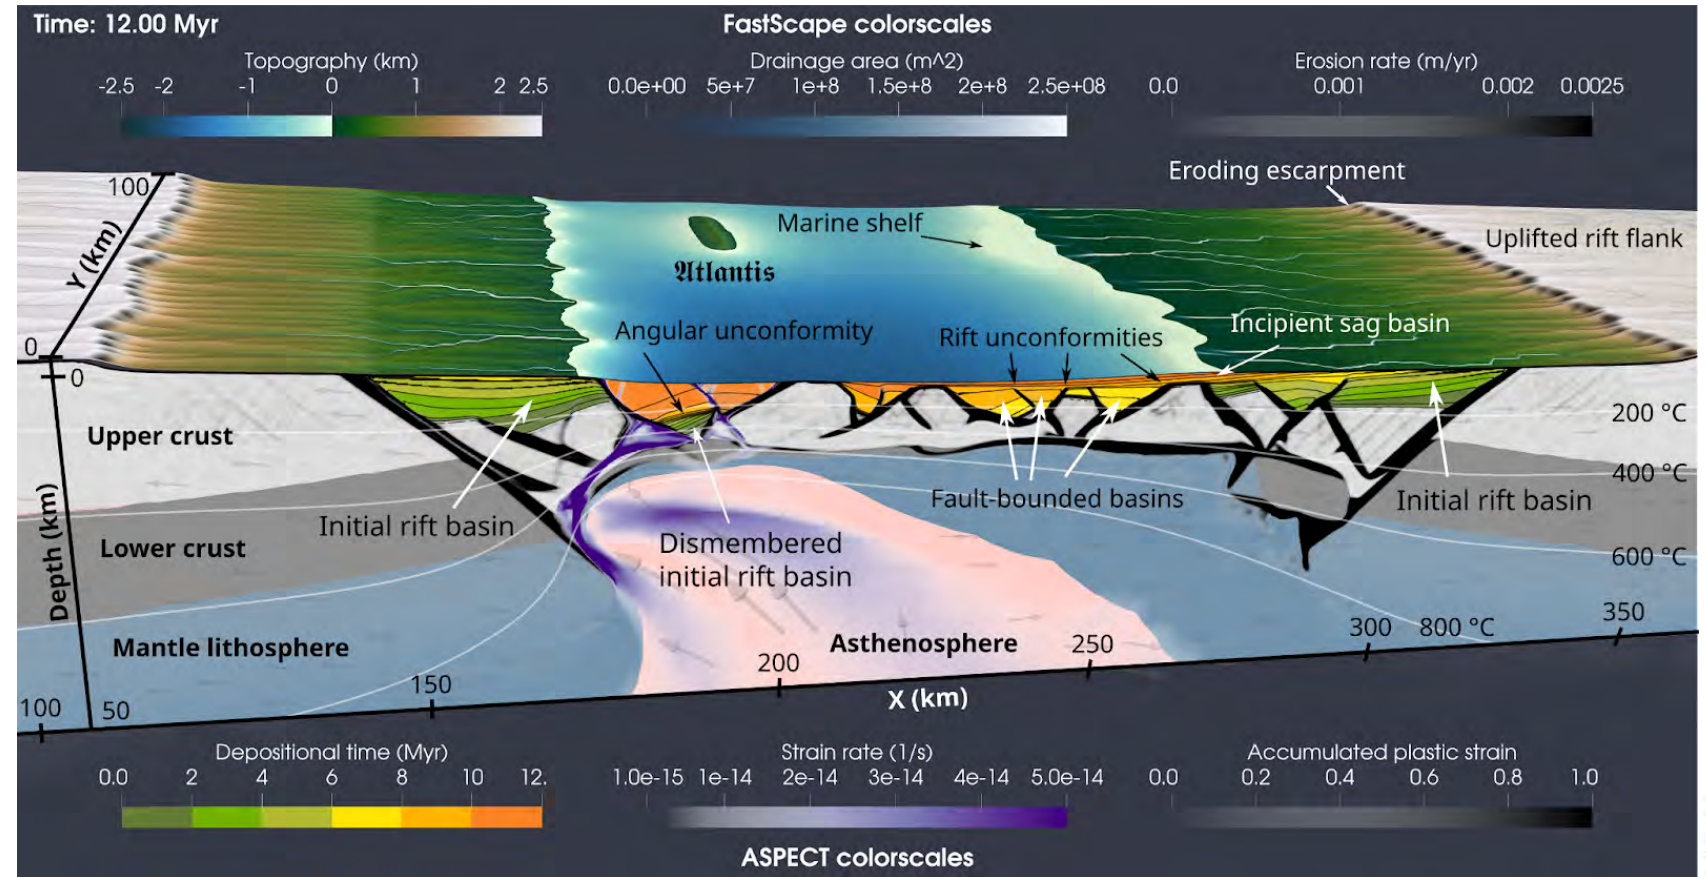 Time: 12.00 Myr
FastScape colorscales
Topography (km)
-2.5 -2 -1 0 1 2 2.5
Drainage area (m^2)
0.0e+00 5e+7 1e+8 1.5e+8 2e+8 2.5e+08
Erosion rate (m/yr)
0.0 0.001 0.002 0.0025
Eroding escarpment
100
Y (km)
0
Marine shelf
Atlantis
Uplifted rift flank
Angular unconformity
Rift unconformities
Incipient sag basin
0
Upper crust
200 °C
400 °C
Initial rift basin
Fault-bounded basins
Initial rift basin
Lower crust
Dismembered
initial rift basin
600 °C
Depth (km)
Mantle lithosphere
Asthenosphere
800 °C
100
50
150
200
250
300
350
X (km)
Depositional time (Myr)
0.0 2 4 6 8 10 12.
Strain rate (1/s)
1.0e-15 1e-14 2e-14 3e-14 4e-14 5.0e-14
Accumulated plastic strain
0.0 0.2 0.4 0.6 0.8 1.0
ASPECT colorscales